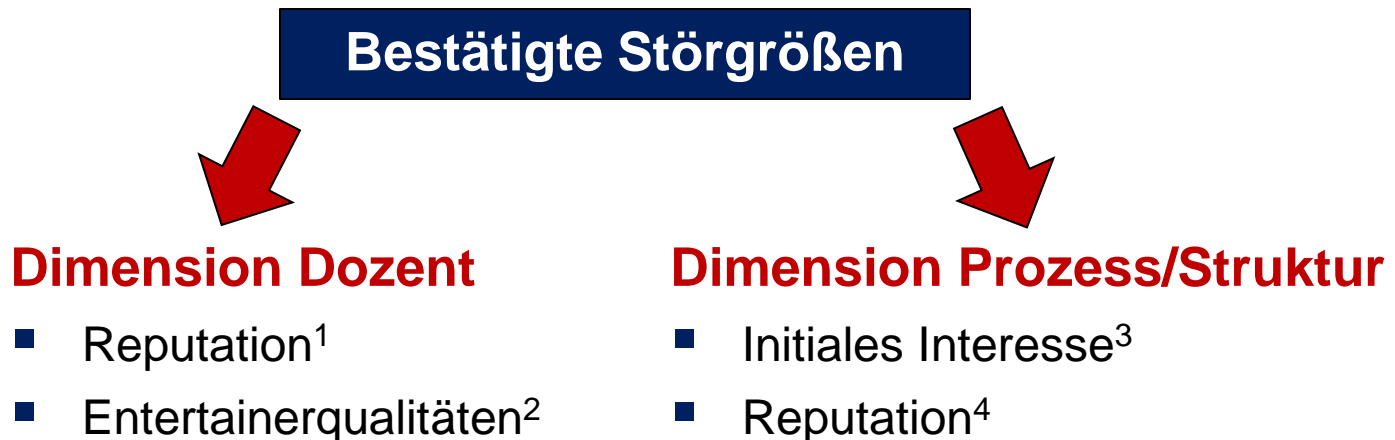 Bestätigte Störgrößen
Dimension Dozent
Reputation¹
Entertainerqualitäten²
Dimension Prozess/Struktur
Initiales Interesse³
Reputation⁴